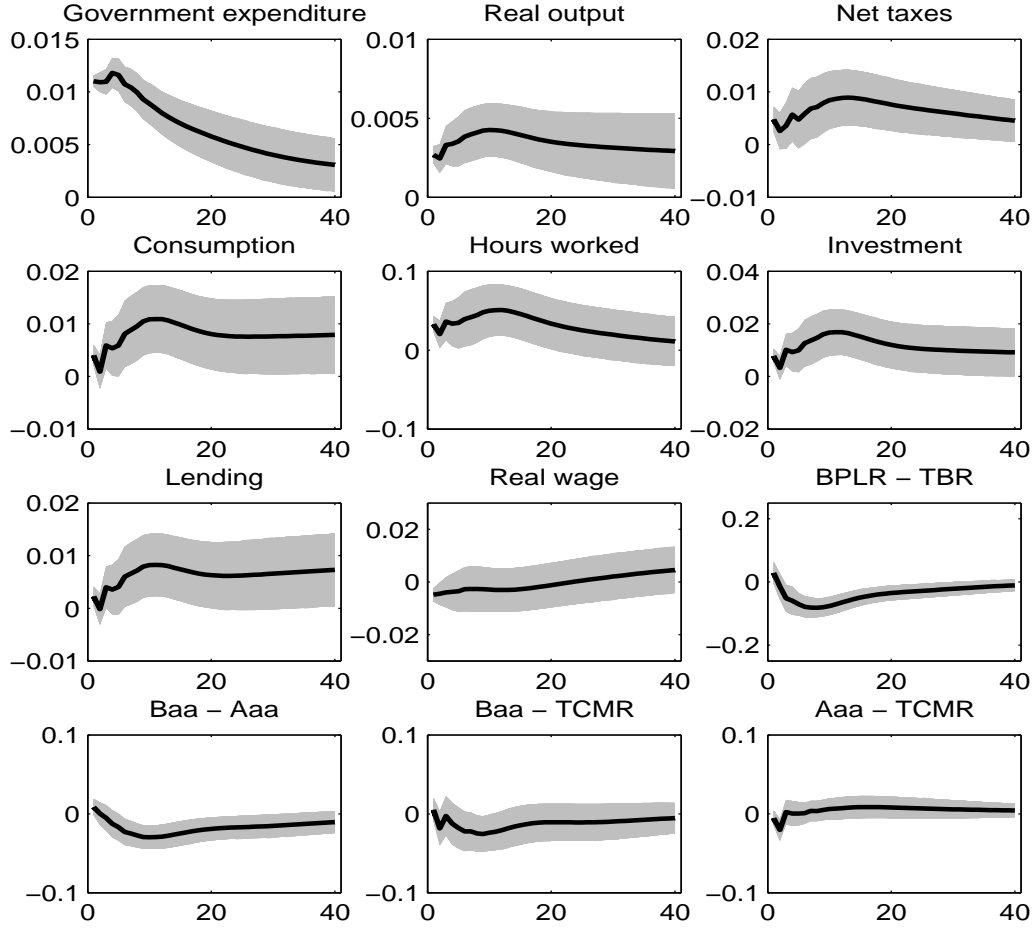 Government expenditure
Real output
Net taxes
0.015
0.01
0.005
0
0 20 40
0.01
0.005
0
0 20 40
0.02
0.01
0
−0.01
0 20 40
Consumption
Hours worked
Investment
0.02
0.01
0
−0.01
0 20 40
0.1
0
−0.1
0 20 40
0.04
0.02
0
−0.02
0 20 40
Lending
Real wage
BPLR − TBR
0.02
0.01
0
−0.01
0 20 40
0.02
0
−0.02
0 20 40
0.2
0
−0.2
0 20 40
Baa − Aaa
Baa − TCMR
Aaa − TCMR
0.1
0
−0.1
0 20 40
0.1
0
−0.1
0 20 40
0.1
0
−0.1
0 20 40